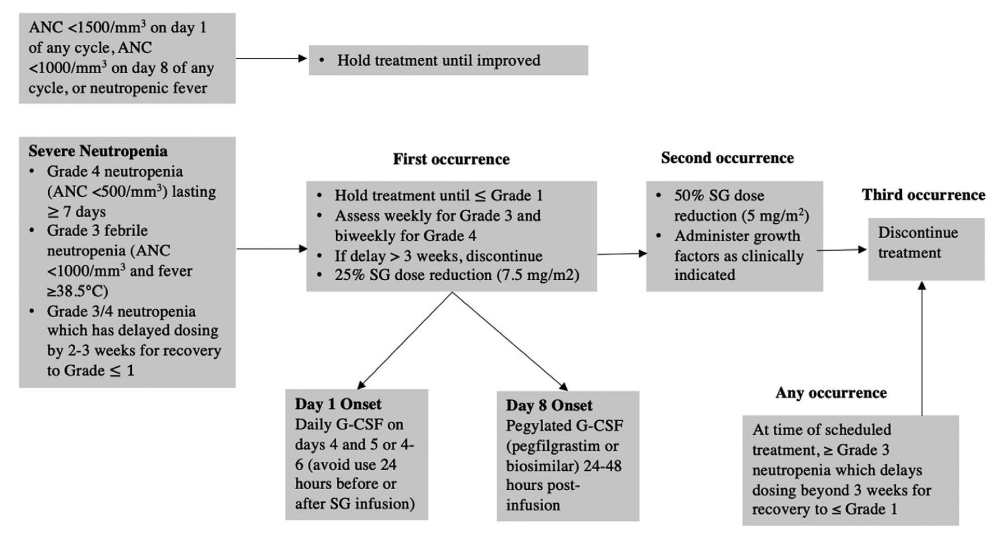 ANC <1500/mm³ on day 1
of any cycle, ANC
<1000/mm³ on day 8 of any
cycle, or neutropenic fever
• Hold treatment until improved
Severe Neutropenia
• Grade 4 neutropenia
(ANC <500/mm³) lasting
≥ 7 days
• Grade 3 febrile
neutropenia (ANC
<1000/mm³ and fever
≥38.5°C)
• Grade 3/4 neutropenia
which has delayed dosing
by 2-3 weeks for recovery
to Grade ≤ 1
First occurrence
• Hold treatment until ≤ Grade 1
• Assess weekly for Grade 3 and
biweekly for Grade 4
• If delay > 3 weeks, discontinue
• 25% SG dose reduction (7.5 mg/m2)
Second occurrence
• 50% SG dose
reduction (5 mg/m²)
• Administer growth
factors as clinically
indicated
Third occurrence
Discontinue
treatment
Day 1 Onset
Daily G-CSF on
days 4 and 5 or 4-
6 (avoid use 24
hours before or
after SG infusion)
Day 8 Onset
Pegylated G-CSF
(pegfilgrastim or
biosimilar) 24-48
hours post-
infusion
Any occurrence
At time of scheduled
treatment, ≥ Grade 3
neutropenia which delays
dosing beyond 3 weeks for
recovery to ≤ Grade 1